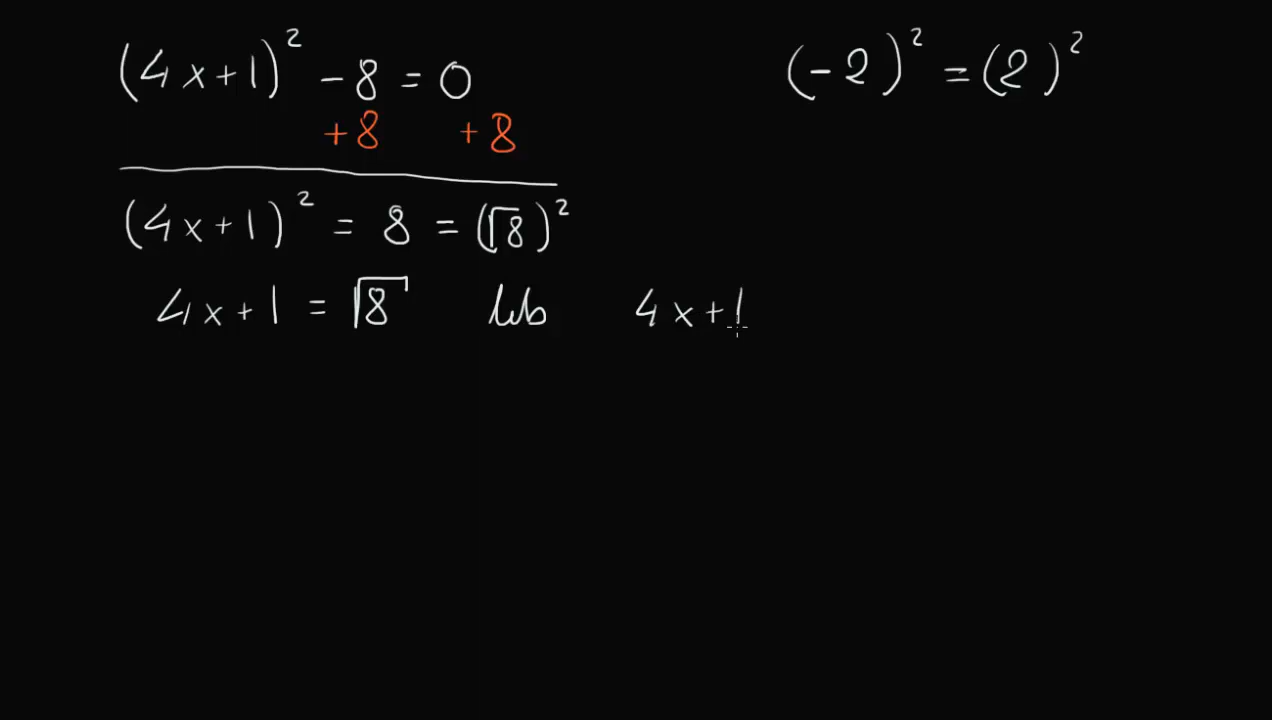 (4x+1)² -8 = 0
(-2)² = (2)²
+8 +8
(4x+1)² = 8 = (√8)²
4x+1 = √8 lub 4x+1